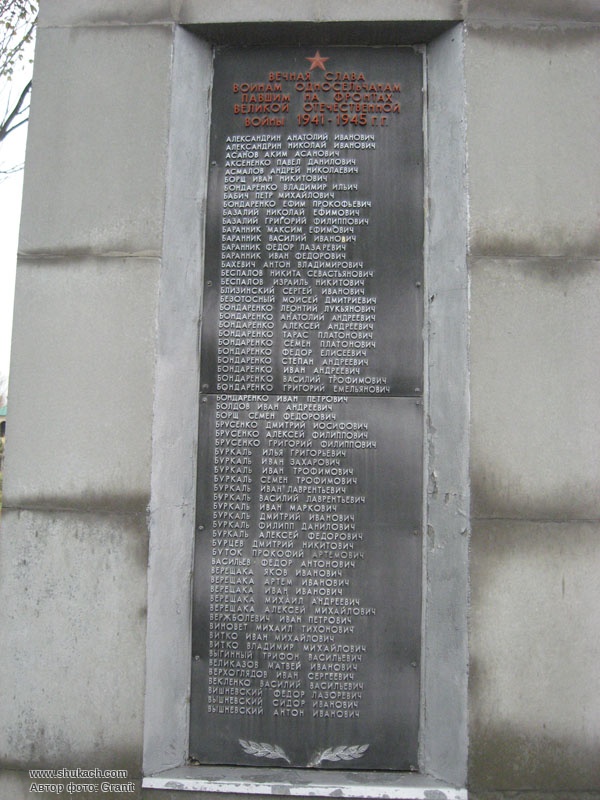 ВЕЧНАЯ СЛАВА
ВОИНАМ ОДНОСЕЛЬЧАНАМ
ПАВШИМ НА ФРОНТАХ
ВЕЛИКОЙ ОТЕЧЕСТВЕННОЙ
ВОЙНЫ 1941-1945 Г.Г.
АЛЕКСАНДРИН АНАТОЛИЙ ИВАНОВИЧ
АЛЕКСАНДРИН НИКОЛАЙ ИВАНОВИЧ
АСАНОВ АКИМ АСАНОВИЧ
АКСЕНЕНКО ПАВЕЛ ДАНИЛОВИЧ
АСМАЛОВ АНДРЕЙ НИКОЛАЕВИЧ
БОРЩ ИВАН НИКИТОВИЧ
БОНДАРЕНКО ВЛАДИМИР ИЛЬИЧ
БАБИЧ ПЕТР МИХАЙЛОВИЧ
БОНДАРЕНКО ЕФИМ ПРОКОФЬЕВИЧ
БАЗАЛИЙ НИКОЛАЙ ЕФИМОВИЧ
БАЗАЛИЙ ГРИГОРИЙ ФИЛИППОВИЧ
БАРАННИК МАКСИМ ЕФИМОВИЧ
БАРАННИК ВАСИЛИЙ ИВАНОВИЧ
БАРАННИК ФЕДОР ЛАЗАРЕВИЧ
БАРАННИК ИВАН ФЕДОРОВИЧ
БАХЕВИЧ АНТОН ВЛАДИМИРОВИЧ
БЕСПАЛОВ НИКИТА СЕВАСТЬЯНОВИЧ
БЕСПАЛОВ ИЗРАИЛЬ НИКИТОВИЧ
БЛИЗИНСКИЙ СЕРГЕЙ ИВАНОВИЧ
БЕЗОТОСНЫЙ МОИСЕЙ ДМИТРИЕВИЧ
БОНДАРЕНКО ЛЕОНТИЙ ЛУКЬЯНОВИЧ
БОНДАРЕНКО АНАТОЛИЙ АНДРЕЕВИЧ
БОНДАРЕНКО АЛЕКСЕЙ АНДРЕЕВИЧ
БОНДАРЕНКО ТАРАС ПЛАТОНОВИЧ
БОНДАРЕНКО СЕМЕН ПЛАТОНОВИЧ
БОНДАРЕНКО ФЕДОР ЕЛИСЕЕВИЧ
БОНДАРЕНКО СТЕПАН АНДРЕЕВИЧ
БОНДАРЕНКО ИВАН АНДРЕЕВИЧ
БОНДАРЕНКО ВАСИЛИЙ ТРОФИМОВИЧ
БОНДАРЕНКО ГРИГОРИЙ ЕМЕЛЬЯНОВИЧ
БОНДАРЕНКО ИВАН ПЕТРОВИЧ
БОЛДОВ ИВАН АНДРЕЕВИЧ
БОРЩ СЕМЕН ФЕДОРОВИЧ
БРУСЕНКО ДМИТРИЙ ИОСИФОВИЧ
БРУСЕНКО АЛЕКСЕЙ ФИЛИППОВИЧ
БРУСЕНКО ГРИГОРИЙ ФИЛИППОВИЧ
БУРКАЛЬ ИЛЬЯ ГРИГОРЬЕВИЧ
БУРКАЛЬ ИВАН ЗАХАРОВИЧ
БУРКАЛЬ ИВАН ТРОФИМОВИЧ
БУРКАЛЬ СЕМЕН ТРОФИМОВИЧ
БУРКАЛЬ ИВАН ЛАВРЕНТЬЕВИЧ
БУРКАЛЬ ВАСИЛИЙ ЛАВРЕНТЬЕВИЧ
БУРКАЛЬ ИВАН МАРКОВИЧ
БУРКАЛЬ ДМИТРИЙ ИВАНОВИЧ
БУРКАЛЬ ФИЛИПП ДАНИЛОВИЧ
БУРКАЛЬ АЛЕКСЕЙ ФЕДОРОВИЧ
БУРЦЕВ ДМИТРИЙ НИКИТОВИЧ
БУТОК ПРОКОФИЙ АРТЕМОВИЧ
ВАСИЛЬЕВ ФЕДОР АНТОНОВИЧ
ВЕРЕЩАКА ЯКОВ ИВАНОВИЧ
ВЕРЕЩАКА АРТЕМ ИВАНОВИЧ
ВЕРЕЩАКА ИВАН ИВАНОВИЧ
ВЕРЕЩАКА МИХАИЛ АНДРЕЕВИЧ
ВЕРЕЩАКА АЛЕКСЕЙ МИХАЙЛОВИЧ
ВЕРЖБОЛЕВИЧ ИВАН ПЕТРОВИЧ
ВИНОВЕТ МИХАИЛ ТИХОНОВИЧ
ВИТКО ИВАН МИХАЙЛОВИЧ
ВИТКО ВЛАДИМИР МИХАЙЛОВИЧ
ВЫГИННЫЙ ТРИФОН ВАСИЛЬЕВИЧ
ВЕЛИКАЗОВ МАТВЕЙ ИВАНОВИЧ
ВЕРХОГЛЯДОВ ИВАН СЕРГЕЕВИЧ
ВЕКЛЕНКО ВАСИЛИЙ ВАСИЛЬЕВИЧ
ВИШНЕВСКИЙ ФЕДОР ЛАЗОРЕВИЧ
ВЫШНЕВСКИЙ СИДОР ИВАНОВИЧ
ВЫШНЕВСКИЙ АНТОН ИВАНОВИЧ
www.shukach.com
Автор фото: Granit